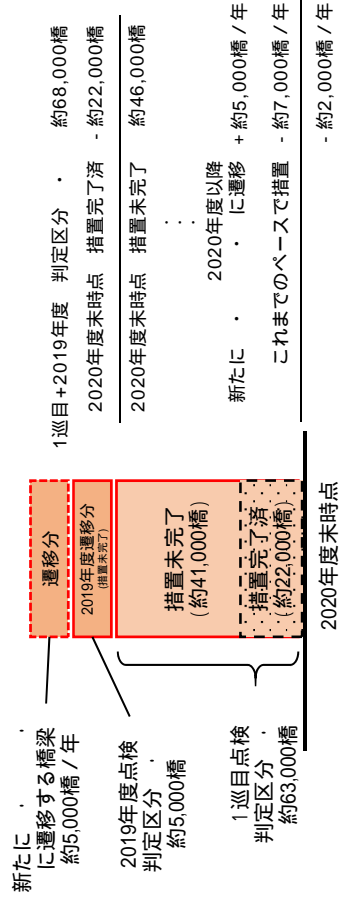 新たに ・ ・
に遷移する橋梁
約5,000橋/年
2019年度点検
判定区分 ・
約5,000橋
1巡目点検
判定区分 ・
約63,000橋
遷移分
2019年度遷移分
(措置未完了)
措置未完了
(約41,000橋)
措置完了済
(約22,000橋)
2020年度末時点
1巡目+2019年度 判定区分 ・ 約68,000橋
2020年度末時点 措置完了済 - 約22,000橋
2020年度末時点 措置未完了 約46,000橋
2020年度以降
新たに ・ ・ に遷移 + 約5,000橋/年
これまでのペースで措置 - 約7,000橋/年
- 約2,000橋/年